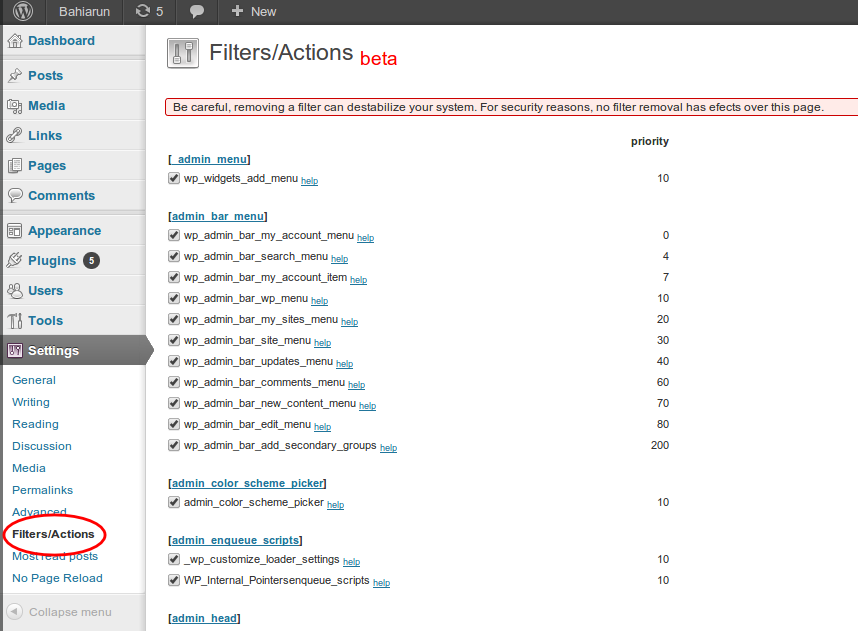 Bahiarun 5 New
Dashboard
Posts
Media
Links
Pages
Comments
Appearance
Plugins 5
Users
Tools
Settings
General
Writing
Reading
Discussion
Media
Permalinks
Advanced
Filters/Actions
Most read posts
No Page Reload
Collapse menu
Filters/Actions beta
Be careful, removing a filter can destabilize your system. For security reasons, no filter removal has efects over this page.
priority
[_admin_menu]
wp_widgets_add_menu help 10
[admin_bar_menu]
wp_admin_bar_my_account_menu help 0
wp_admin_bar_search_menu help 4
wp_admin_bar_my_account_item help 7
wp_admin_bar_wp_menu help 10
wp_admin_bar_my_sites_menu help 20
wp_admin_bar_site_menu help 30
wp_admin_bar_updates_menu help 40
wp_admin_bar_comments_menu help 60
wp_admin_bar_new_content_menu help 70
wp_admin_bar_edit_menu help 80
wp_admin_bar_add_secondary_groups help 200
[admin_color_scheme_picker]
admin_color_scheme_picker help 10
[admin_enqueue_scripts]
_wp_customize_loader_settings help 10
WP_Internal_Pointersenqueue_scripts help 10
[admin_head]